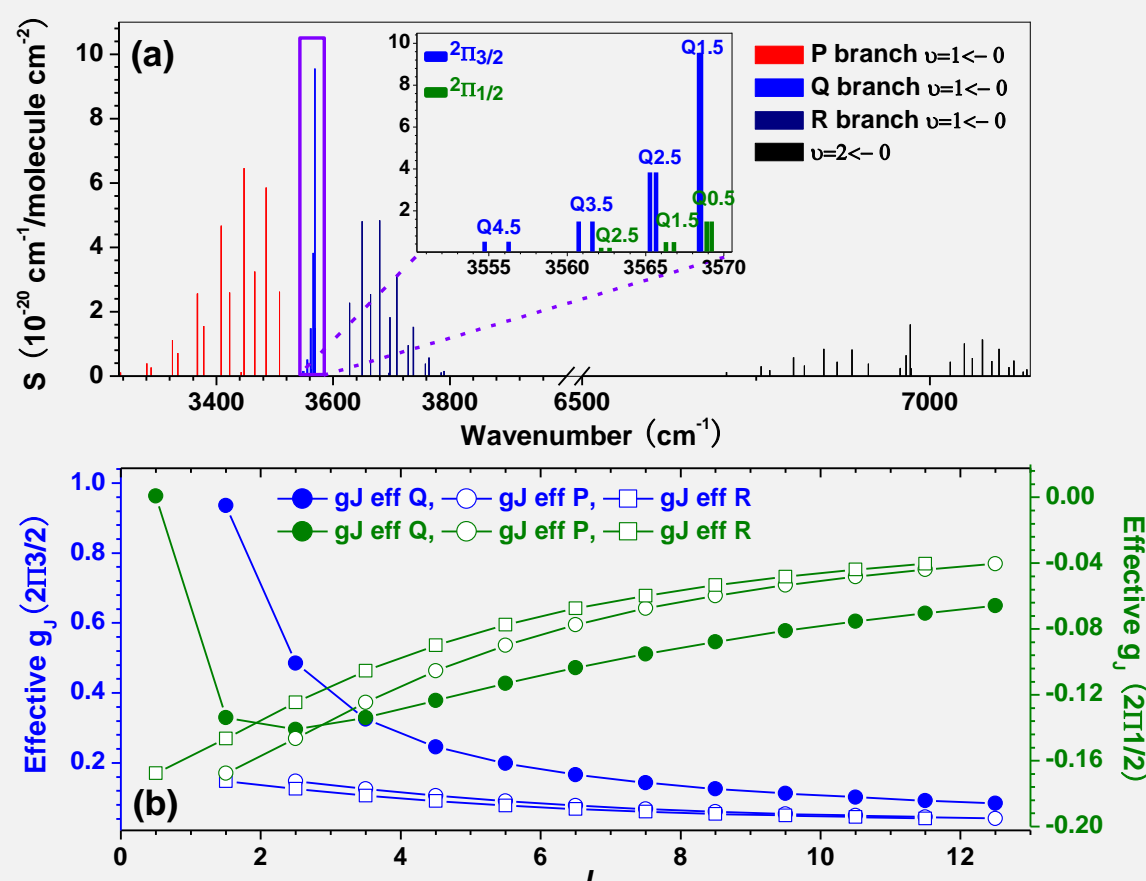 (a)
S (10⁻²⁰ cm⁻¹/molecule cm⁻²)
10
8
6
4
2
0
3400
3600
3800
6500
7000
Wavenumber (cm⁻¹)
P branch υ=1<− 0
Q branch υ=1<− 0
R branch υ=1<− 0
υ=2<− 0
²Π3/2
²Π1/2
10
8
6
4
2
Q1.5
Q2.5
Q3.5
Q4.5
Q0.5
Q1.5
Q2.5
3555
3560
3565
3570
(b)
Effective gJ (2Π3/2)
1.0
0.8
0.6
0.4
0.2
gJ eff Q, gJ eff P, gJ eff R
gJ eff Q, gJ eff P, gJ eff R
0.00
-0.04
-0.08
-0.12
-0.16
-0.20
Effective gJ (2Π1/2)
0
2
4
6
8
10
12